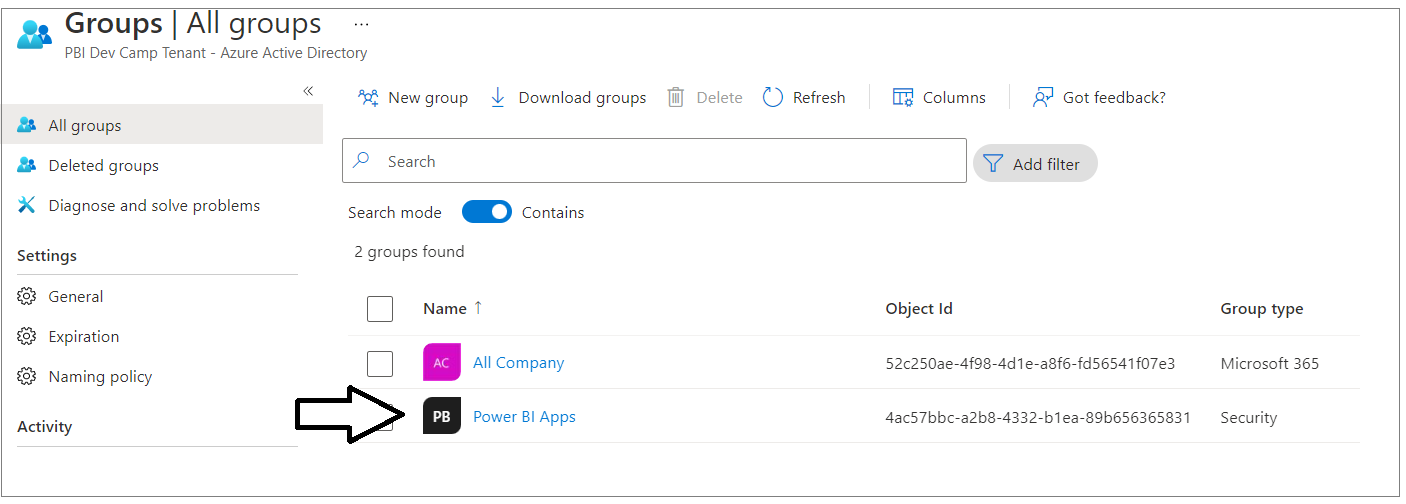 Groups | All groups ...
PBI Dev Camp Tenant - Azure Active Directory
«
All groups
Deleted groups
Diagnose and solve problems
Settings
General
Expiration
Naming policy
Activity
New group Download groups Delete Refresh Columns Got feedback?
Search Add filter
Search mode Contains
2 groups found
Name ↑ Object Id Group type
AC All Company 52c250ae-4f98-4d1e-a8f6-fd56541f07e3 Microsoft 365
PB Power BI Apps 4ac57bbc-a2b8-4332-b1ea-89b656365831 Security